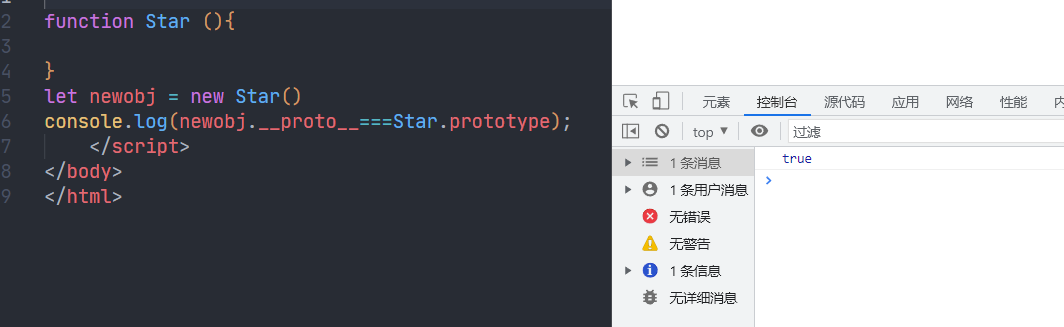 1
2 function Star (){
3
4 }
5 let newobj = new Star()
6 console.log(newobj.__proto__===Star.prototype);
7 </script>
8 </body>
9 </html>
元素 控制台 源代码 应用 网络 性能
top ▼ 过滤
1 条消息
1 条用户消息
无错误
无警告
1 条信息
无详细消息
true